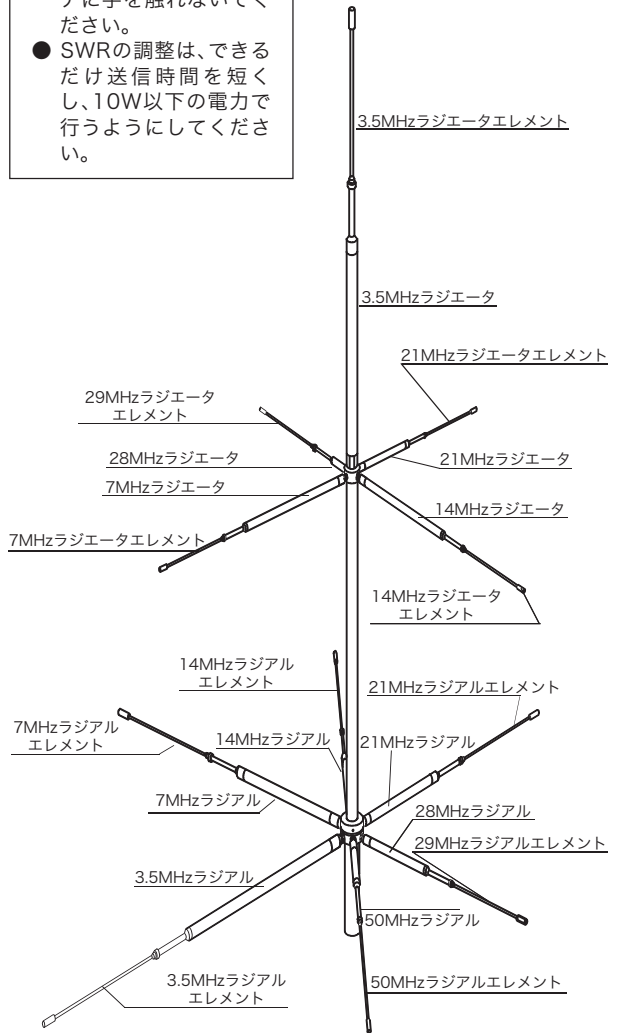 ナに手を触れないでく
ださい。
● SWRの調整は、できる
だけ送信時間を短く
し、10W以下の電力で
行うようにしてくださ
い。
3.5MHzラジエータエレメント
3.5MHzラジエータ
21MHzラジエータエレメント
29MHzラジエータ
エレメント
28MHzラジエータ
21MHzラジエータ
7MHzラジエータ
14MHzラジエータ
7MHzラジエータエレメント
14MHzラジエータ
エレメント
14MHzラジアル
エレメント
21MHzラジアルエレメント
7MHzラジアル
エレメント
14MHzラジアル
21MHzラジアル
7MHzラジアル
28MHzラジアル
29MHzラジアルエレメント
3.5MHzラジアル
50MHzラジアル
3.5MHzラジアル
エレメント
50MHzラジアルエレメント